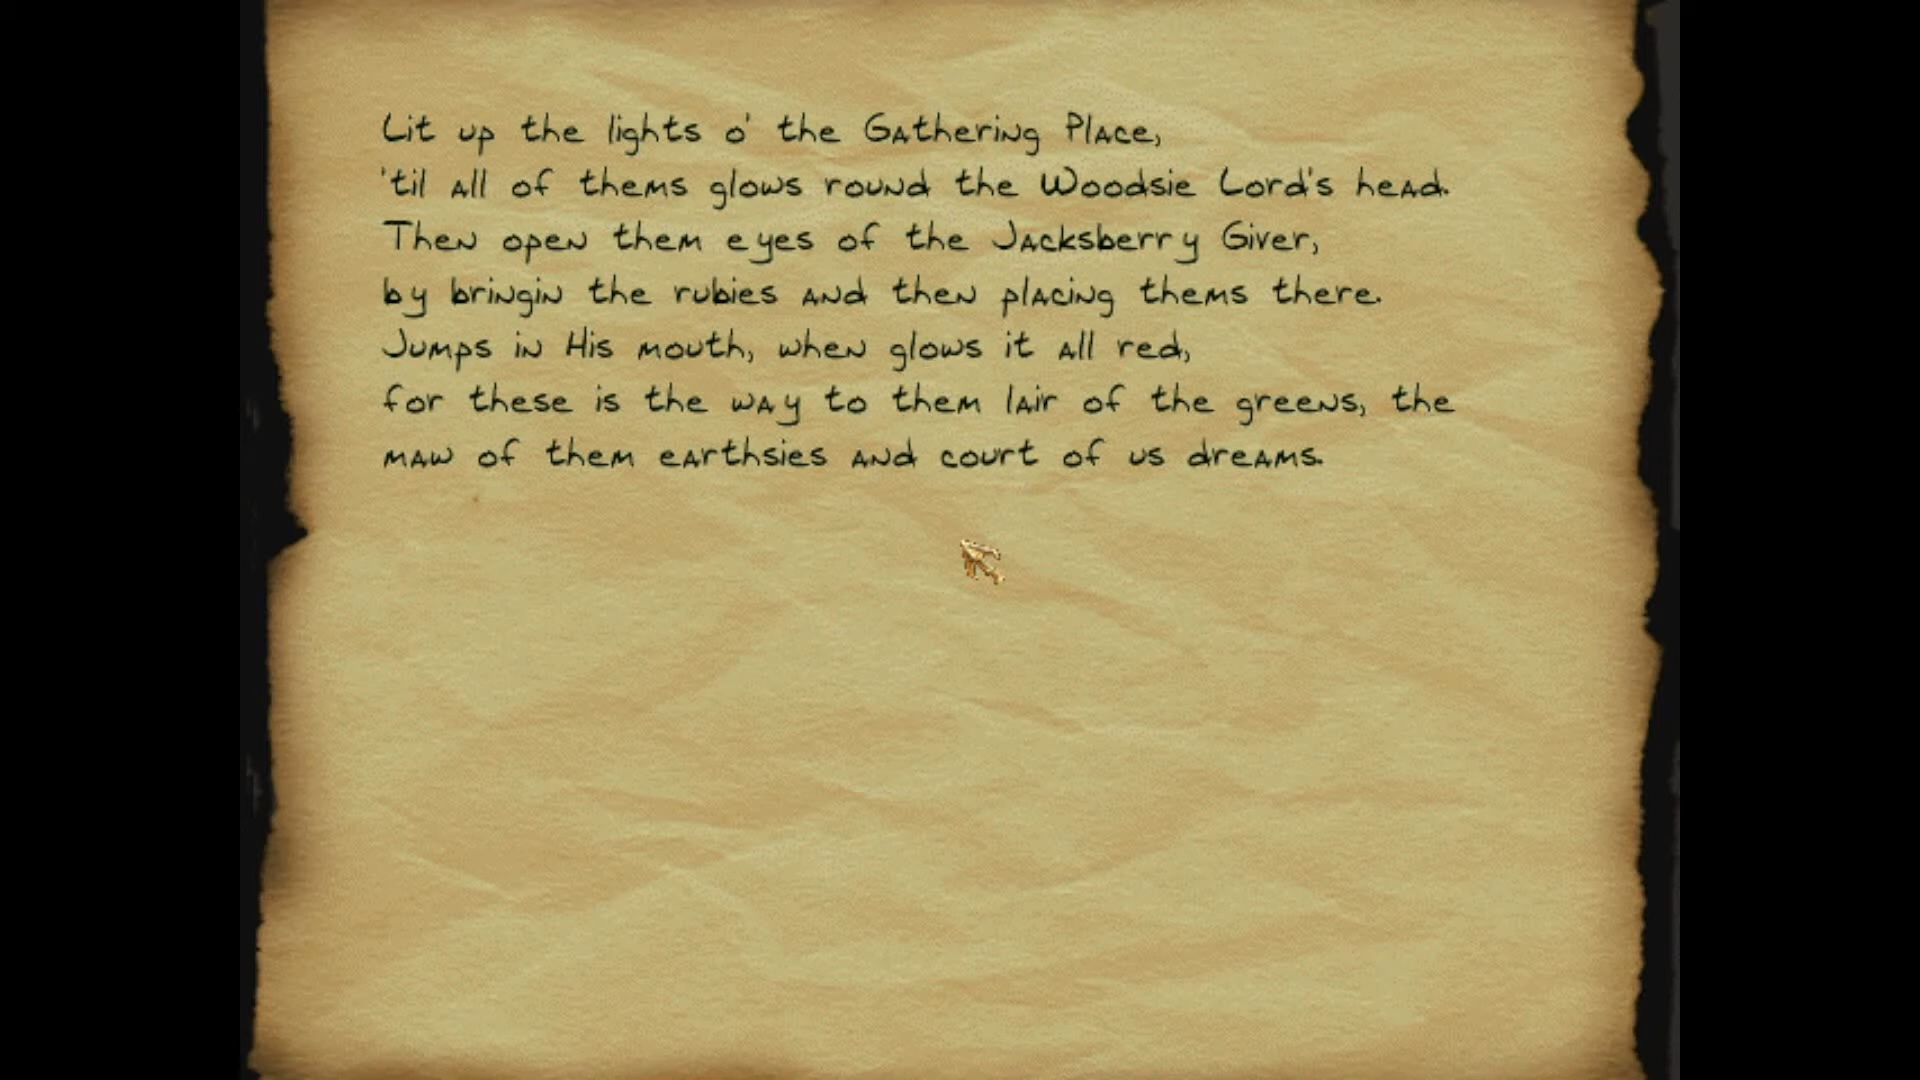 Lit up the lights o' the Gathering Place,
'til all of thems glows round the Woodsie Lord's head.
Then open them eyes of the Jacksberry Giver,
by bringin the rubies and then placing thems there.
Jumps in His mouth, when glows it all red,
for these is the way to them lair of the greens, the
maw of them earthsies and court of us dreams.